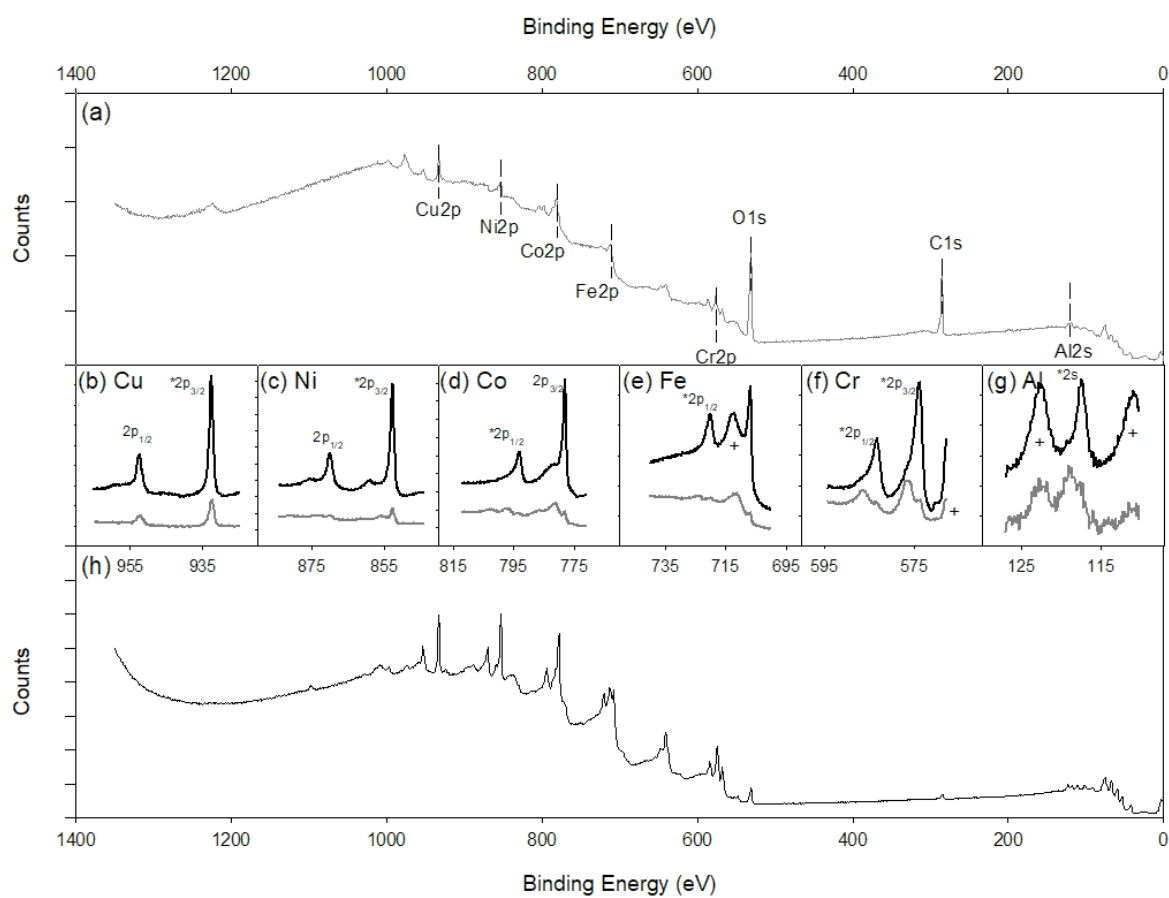 Binding Energy (eV)
1400 1200 1000 800 600 400 200 0
(a)
Counts
Cu2p
Ni2p
Co2p
Fe2p
Cr2p
O1s
C1s
Al2s
(b) Cu
2p1/2
*2p3/2
(c) Ni
2p1/2
*2p3/2
(d) Co
*2p1/2
2p3/2
(e) Fe
*2p1/2
+
(f) Cr
*2p1/2
*2p3/2
+
(g) Al
*2s
+ +
955 935 875 855 815 795 775 735 715 695 595 575 125 115
(h)
Counts
1400 1200 1000 800 600 400 200 0
Binding Energy (eV)